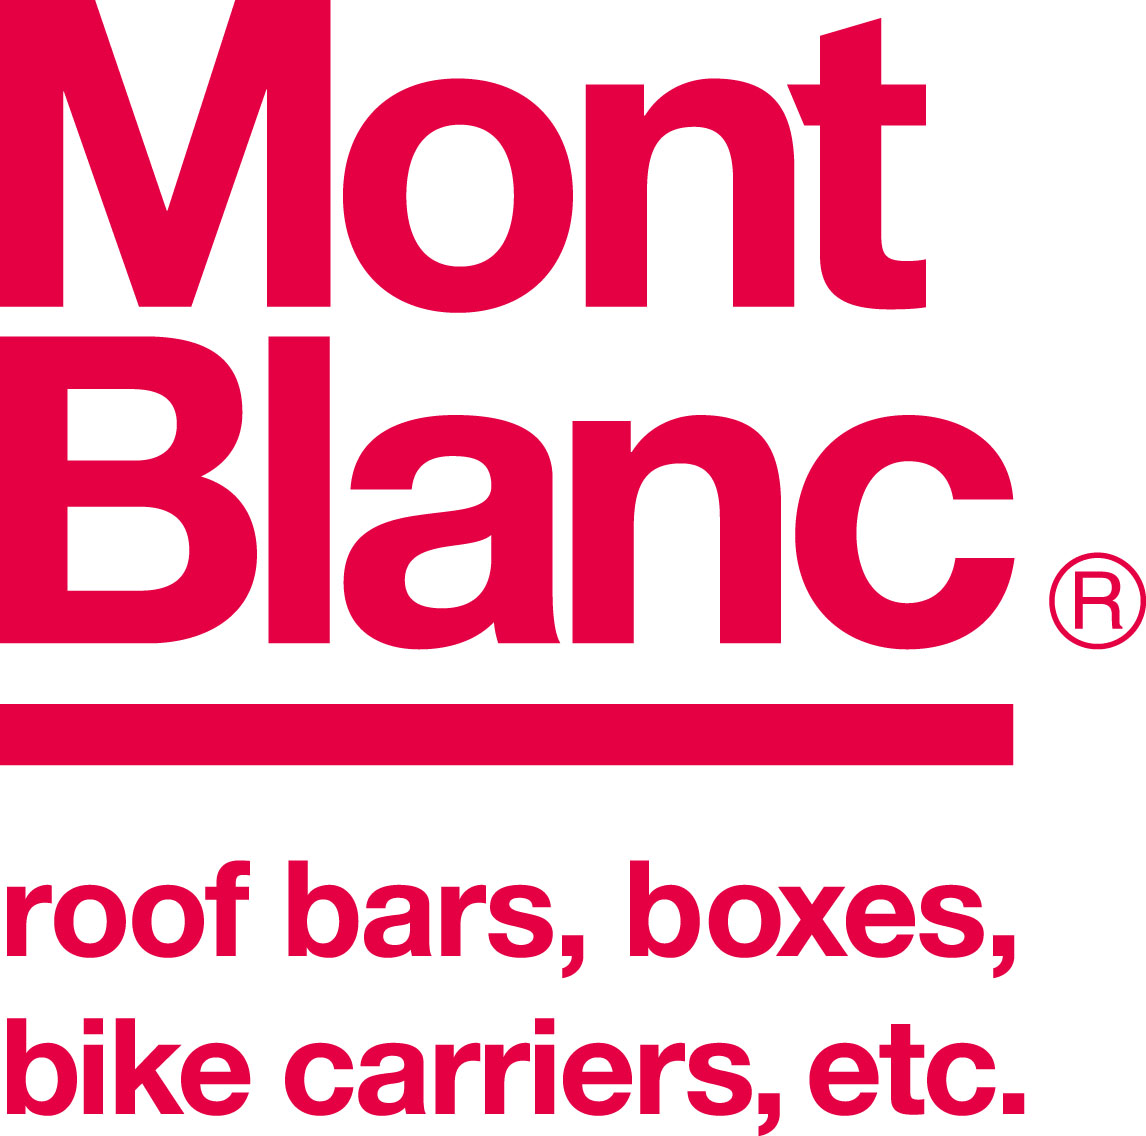 Mont
Blanc®
roof bars, boxes,
bike carriers, etc.